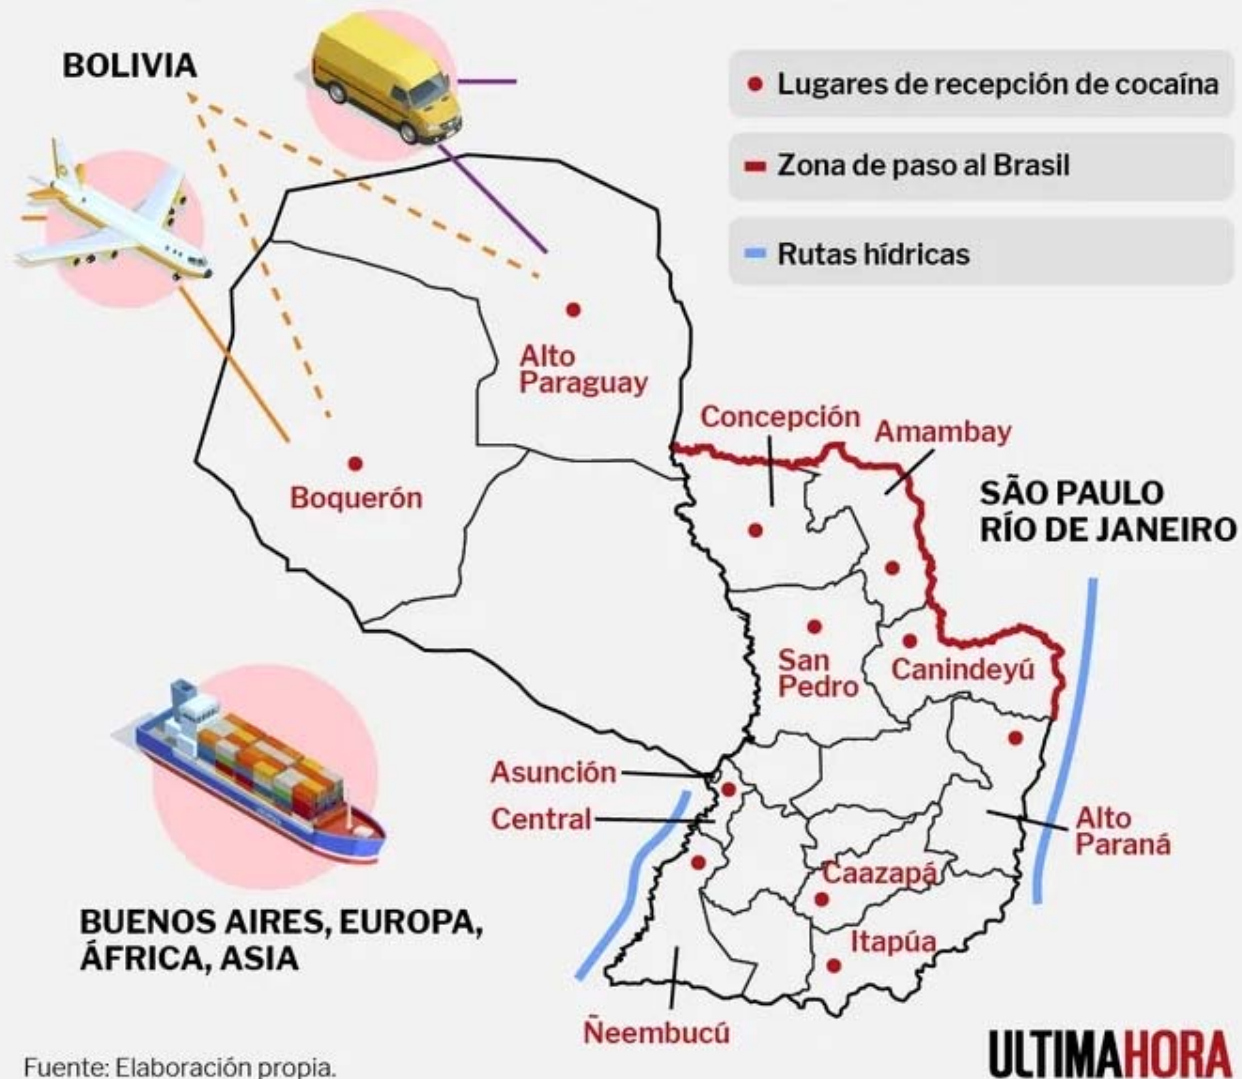 BOLIVIA
Lugares de recepción de cocaína
Zona de paso al Brasil
Rutas hídricas
Alto
Paraguay
Boquerón
Concepción
Amambay
SÃO PAULO
RÍO DE JANEIRO
San
Pedro
Canindeyú
Asunción
Central
Alto
Paraná
Caazapá
Itapúa
Ñeembucú
BUENOS AIRES, EUROPA,
ÁFRICA, ASIA
Fuente: Elaboración propia.
ULTIMAHORA